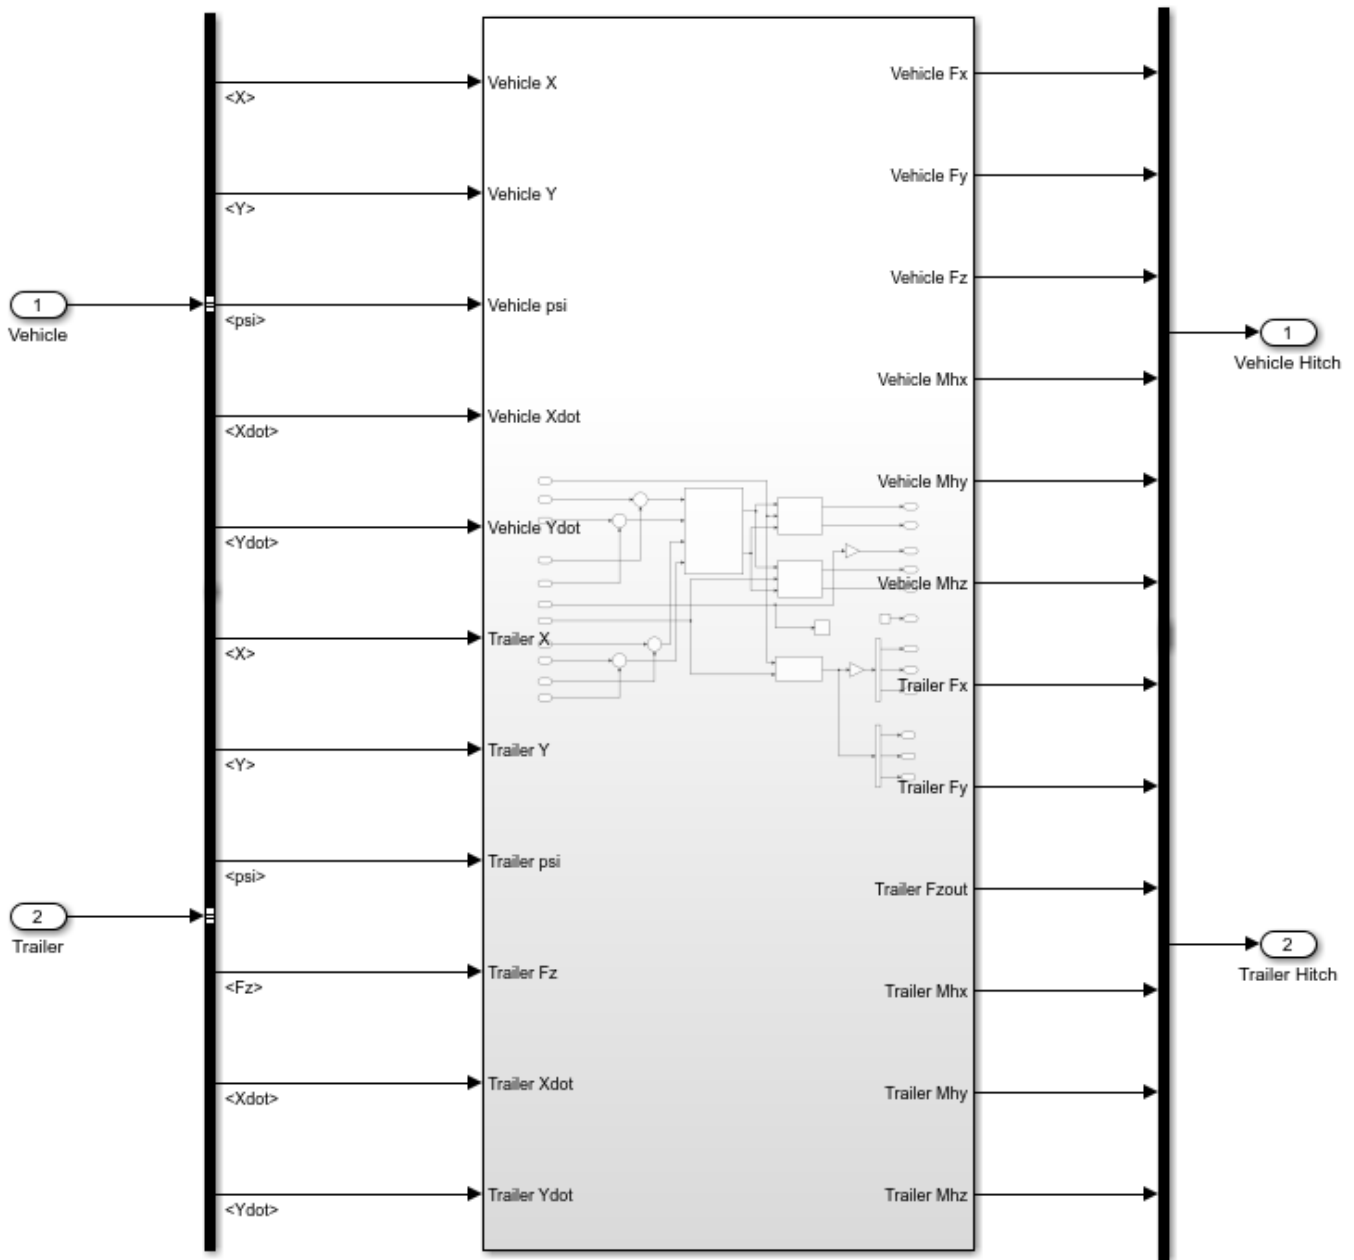 1
Vehicle
2
Trailer
<X>
<Y>
<psi>
<Xdot>
<Ydot>
<X>
<Y>
<psi>
<Fz>
<Xdot>
<Ydot>
Vehicle X
Vehicle Y
Vehicle psi
Vehicle Xdot
Vehicle Ydot
Trailer X
Trailer Y
Trailer psi
Trailer Fz
Trailer Xdot
Trailer Ydot
Vehicle Fx
Vehicle Fy
Vehicle Fz
Vehicle Mhx
Vehicle Mhy
Vehicle Mhz
Trailer Fx
Trailer Fy
Trailer Fzout
Trailer Mhx
Trailer Mhy
Trailer Mhz
1
Vehicle Hitch
2
Trailer Hitch